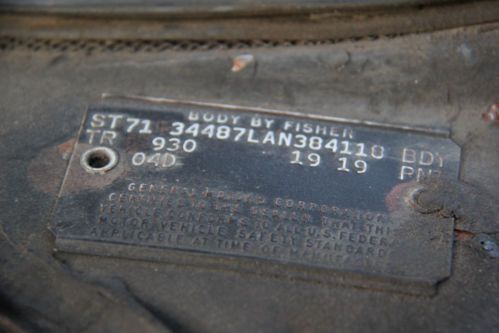 BODY BY FISHER
ST71 34487LAN384110 BDY
TR 930 19 19 PNT
04D
GENERAL MOTORS CORPORATION
CERTIFIES TO THE DEALER THAT THIS
VEHICLE CONFORMS TO ALL U.S. FEDERAL
MOTOR VEHICLE SAFETY STANDARDS
APPLICABLE AT TIME OF MANUFACTURE